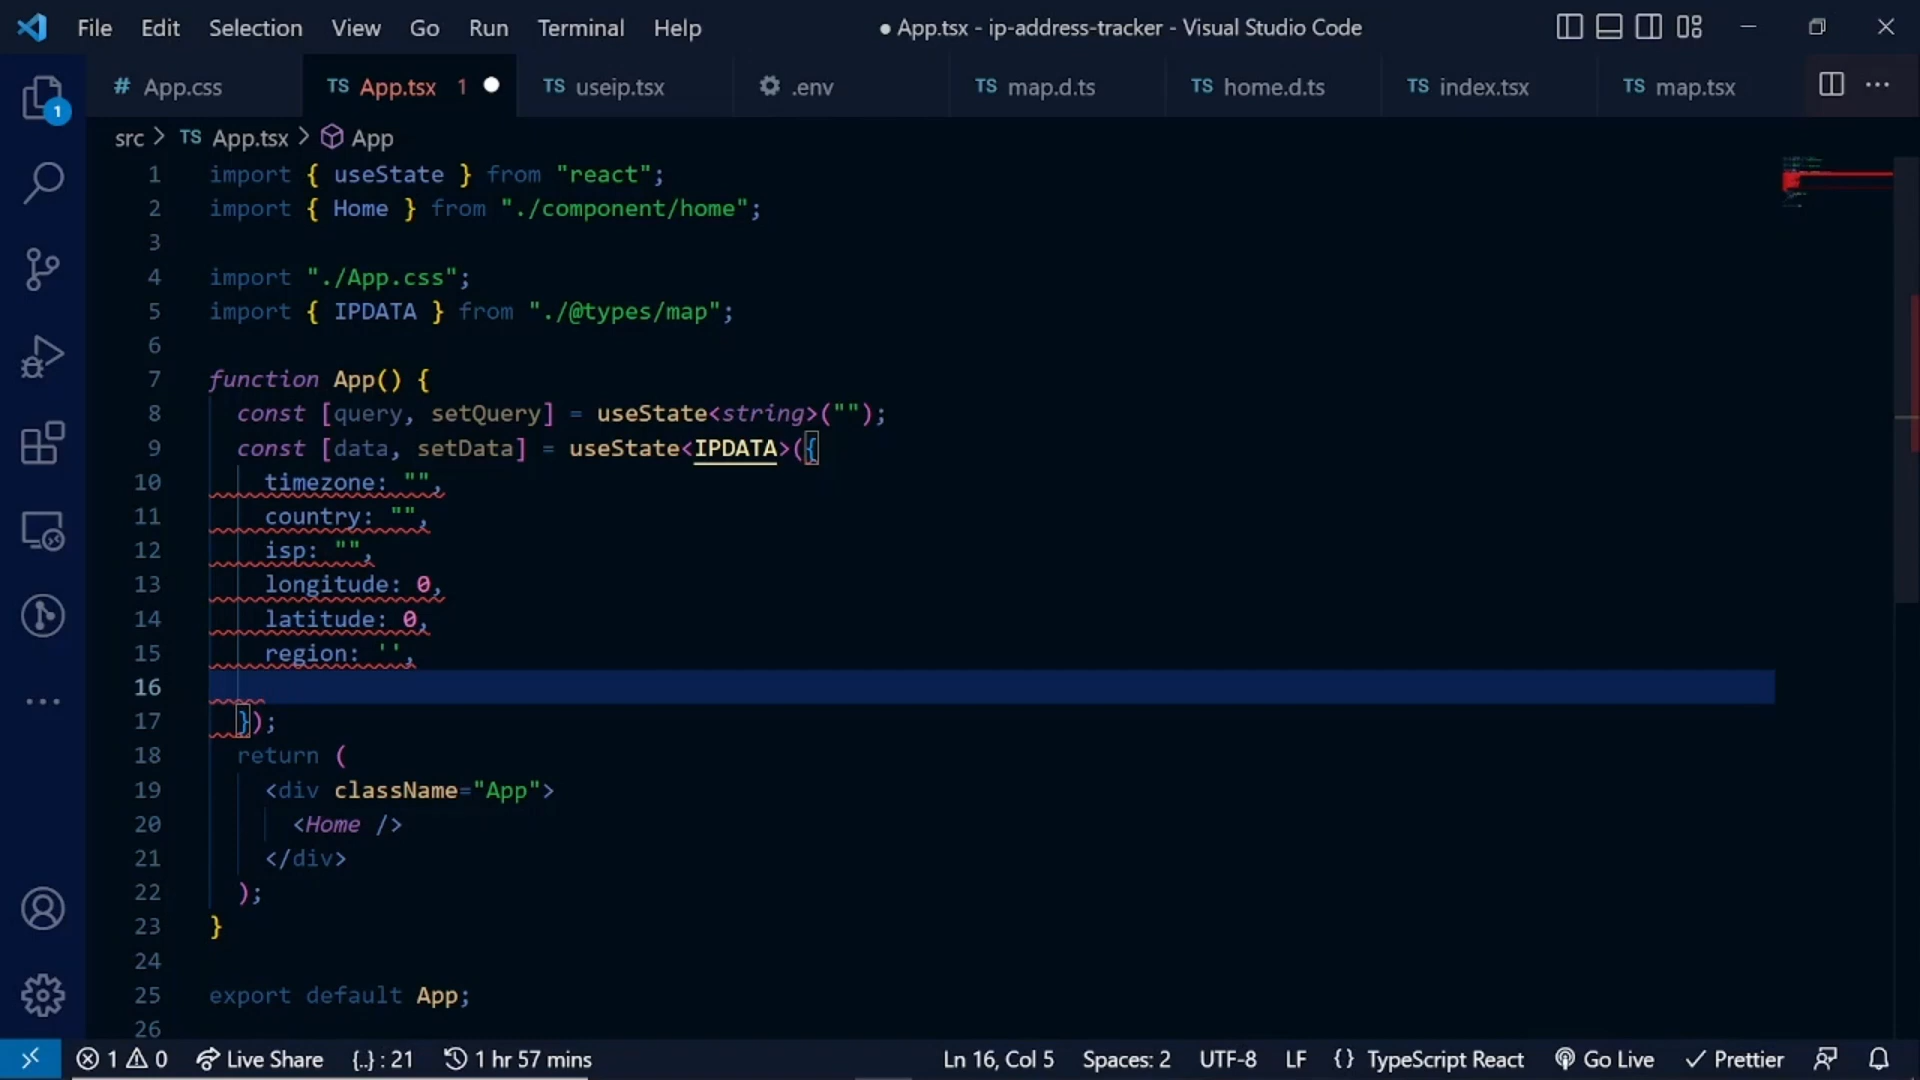 File Edit Selection View Go Run Terminal Help ● App.tsx - ip-address-tracker - Visual Studio Code
# App.css TS App.tsx 1 ● TS useip.tsx .env TS map.d.ts TS home.d.ts TS index.tsx TS map.tsx ...
1
src > TS App.tsx > App
1 import { useState } from "react";
2 import { Home } from "./component/home";
3
4 import "./App.css";
5 import { IPDATA } from "./@types/map";
6
7 function App() {
8 const [query, setQuery] = useState<string>("");
9 const [data, setData] = useState<IPDATA>({
10 timezone: "",
11 country: "",
12 isp: "",
13 longitude: 0,
14 latitude: 0,
15 region: '',
16
17 });
18 return (
19 <div className="App">
20 <Home />
21 </div>
22 );
23 }
24
25 export default App;
26
1 0 Live Share {..} : 21 1 hr 57 mins Ln 16, Col 5 Spaces: 2 UTF-8 LF {} TypeScript React Go Live ✓ Prettier